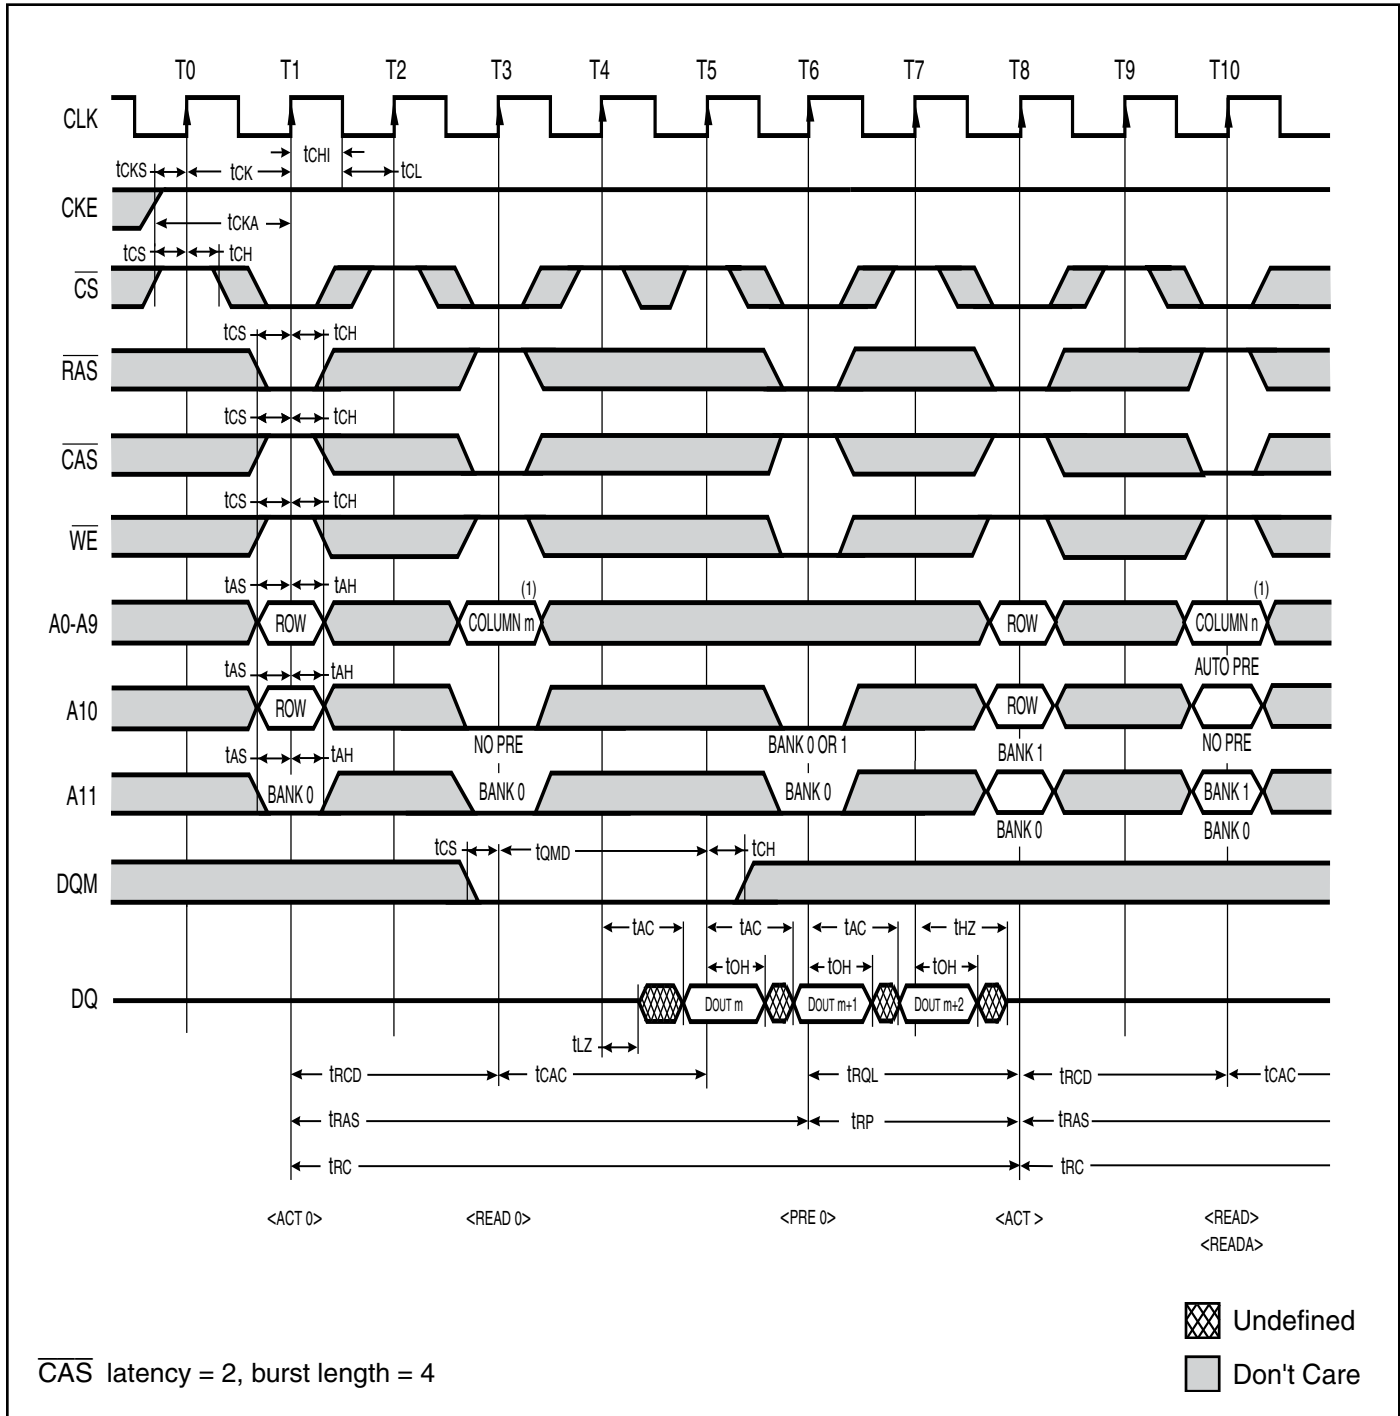 T0 T1 T2 T3 T4 T5 T6 T7 T8 T9 T10
CLK
tCHI
tCKS tCK tCL
CKE
tCKA
tCS tCH
CS
tCS tCH
RAS
tCS tCH
CAS
tCS tCH
WE
tAS tAH (1) (1)
A0-A9 ROW COLUMN m ROW COLUMN n
tAS tAH AUTO PRE
A10 ROW ROW
NO PRE BANK 0 OR 1 BANK 1 NO PRE
tAS tAH
A11 BANK 0 BANK 0 BANK 0 BANK 1
BANK 0 BANK 0
tCS tQMD tCH
DQM
tAC tAC tAC tHZ
tOH tOH tOH
DQ DOUT m DOUT m+1 DOUT m+2
tLZ
tRCD tCAC tRQL tRCD tCAC
tRAS tRP tRAS
tRC tRC
<ACT 0> <READ 0> <PRE 0> <ACT > <READ>
<READA>
Undefined
CAS latency = 2, burst length = 4 Don't Care